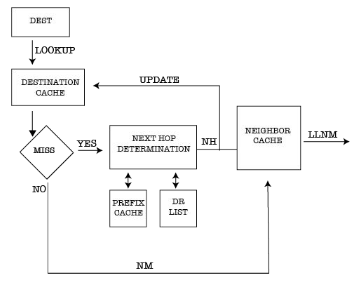 DEST
LOOKUP
UPDATE
DESTINATION
CACHE
NEXT HOP
DETERMINATION
NH
NEIGHBOR
CACHE
LLNM
MISS
YES
NO
PREFIX
CACHE
DR
LIST
NM